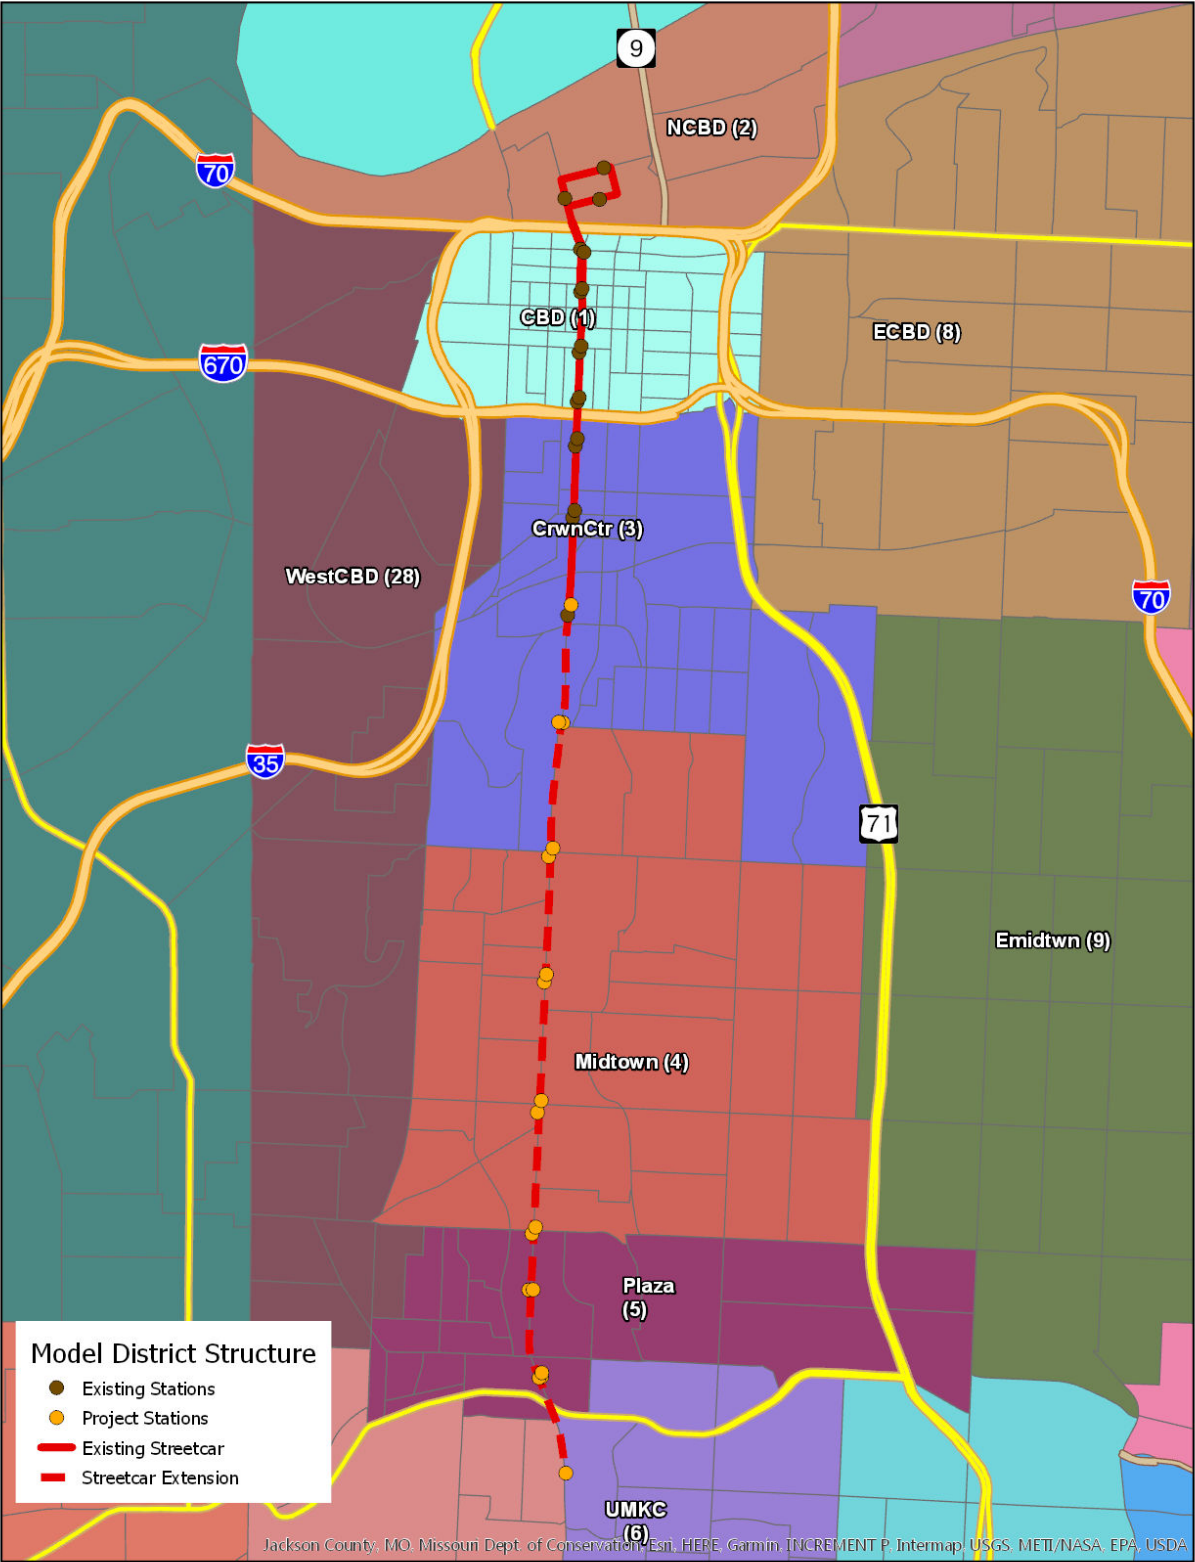 9
NCBD (2)
70
CBD (1)
ECBD (8)
670
CrwnCtr (3)
WestCBD (28)
70
35
71
Emidtwn (9)
Midtown (4)
Plaza
(5)
Model District Structure
Existing Stations
Project Stations
Existing Streetcar
Streetcar Extension
UMKC
(6)
Jackson County, MO. Missouri Dept. of Conservation, Esri, HERE, Garmin, INCREMENT P, Intermap, USGS, METI/NASA, EPA, USDA